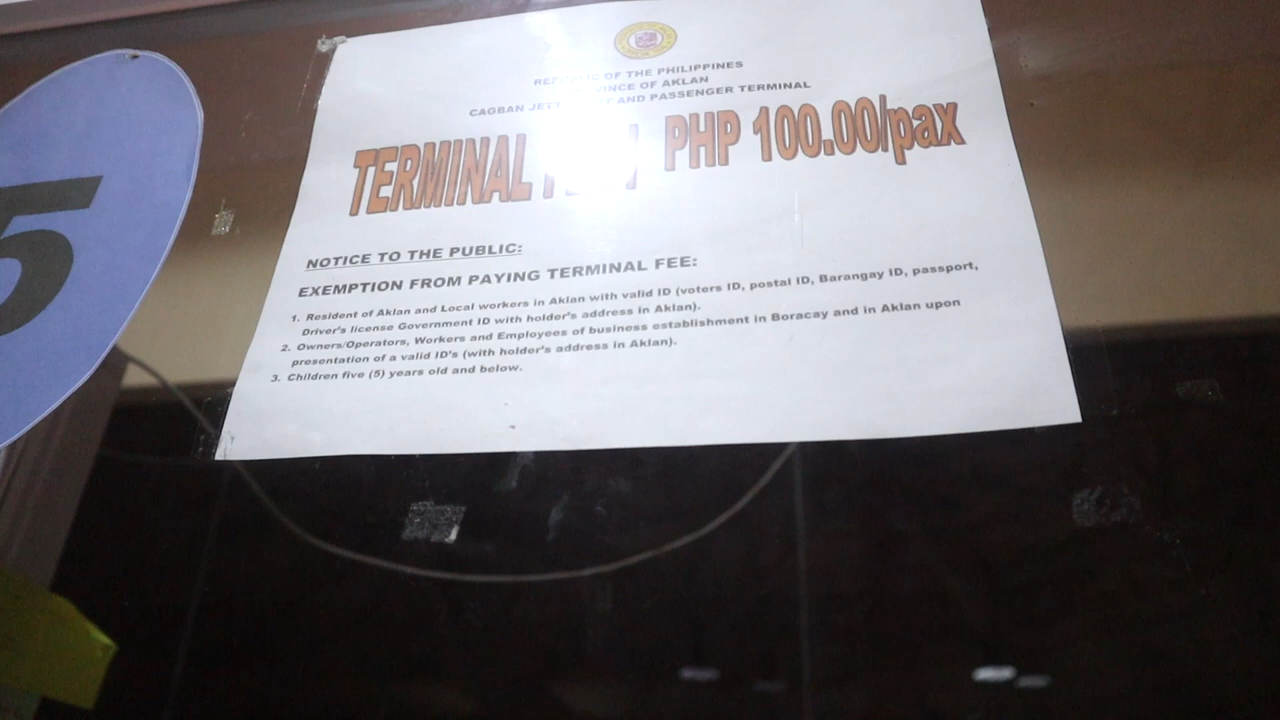 REPUBLIC OF THE PHILIPPINES
PROVINCE OF AKLAN
CAGBAN JETTY PORT AND PASSENGER TERMINAL
TERMINAL PHP 100.00/pax
NOTICE TO THE PUBLIC:
EXEMPTION FROM PAYING TERMINAL FEE:
1. Resident of Aklan and Local workers in Aklan with valid ID (voters ID, postal ID, Barangay ID, passport,
Driver's license Government ID with holder's address in Aklan).
2. Owners/Operators, Workers and Employees of business establishment in Boracay and in Aklan upon
presentation of a valid ID's (with holder's address in Aklan).
3. Children five (5) years old and below.
5